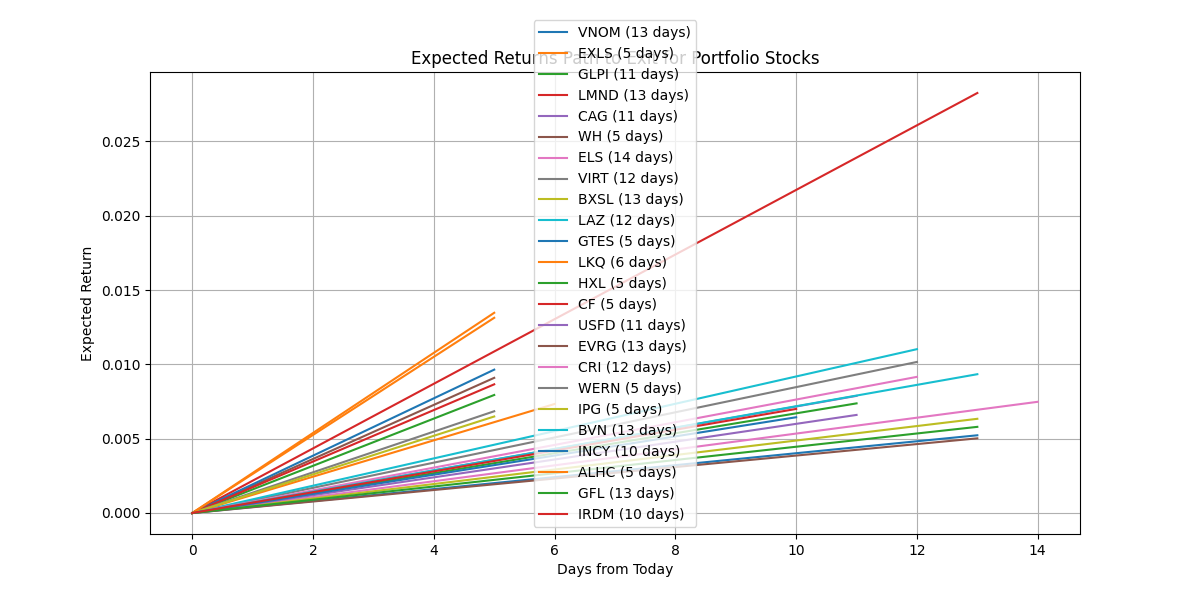 Expected Returns Path to Exit for Portfolio Stocks
VNOM (13 days)
EXLS (5 days)
GLPI (11 days)
LMND (13 days)
CAG (11 days)
WH (5 days)
ELS (14 days)
VIRT (12 days)
BXSL (13 days)
LAZ (12 days)
GTES (5 days)
LKQ (6 days)
HXL (5 days)
CF (5 days)
USFD (11 days)
EVRG (13 days)
CRI (12 days)
WERN (5 days)
IPG (5 days)
BVN (13 days)
INCY (10 days)
ALHC (5 days)
GFL (13 days)
IRDM (10 days)
Expected Return
0.025
0.020
0.015
0.010
0.005
0.000
0 2 4 6 8 10 12 14
Days from Today